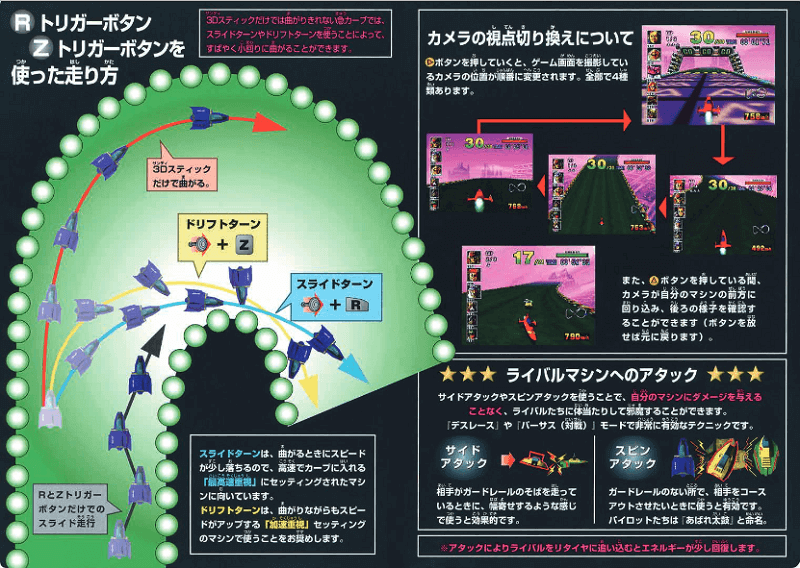 R トリガーボタン
Z トリガーボタンを
使った走り方
3Dスティックだけでは曲がりきれない急カーブでは、
スライドターンやドリフトターンを使うことによって、
すばやく小回りに曲がることができます。
3Dスティック
だけで曲がる。
ドリフトターン
+ Z
スライドターン
+ R
RとZトリガー
ボタンだけでの
スライド走行
スライドターンは、曲がるときにスピード
が少し落ちるので、高速でカーブに入れる
「最高速重視」にセッティングされたマシ
ンに向いています。
ドリフトターンは、曲がりながらもスピー
ドがアップする「加速重視」セッティング
のマシンで使うことをお奨めします。
カメラの視点切り換えについて
ボタンを押していくと、ゲーム画面を撮影してい
るカメラの位置が順番に変更されます。全部で4種
類あります。
30
758
30
30
30
17
790
また、ボタンを押している間、
カメラが自分のマシンの前方に
回り込み、後ろの様子を確認す
ることができます(ボタンを放
せば元に戻ります)。
★★★ ライバルマシンへのアタック ★★★
サイドアタックやスピンアタックを使うことで、自分のマシンにダメージを与える
ことなく、ライバルたちに体当たりして邪魔することができます。
『デスレース』や『バーサス(対戦)』モードで非常に有効なテクニックです。
サイド
アタック
相手がガードレールのそばを走って
いるときに、幅寄せするような感じ
で使うと効果的です。
スピン
アタック
ガードレールのない所で、相手をコース
アウトさせたいときに使うと有効です。
パイロットたちは「あばれ太鼓」と命名。
※アタックによりライバルをリタイヤに追い込むとエネルギーが少し回復します。